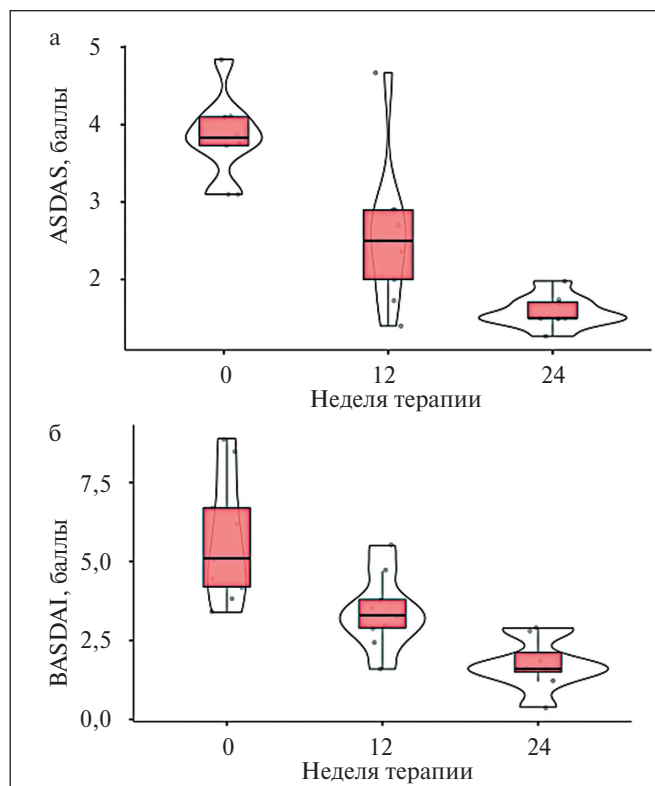 а
ASDAS, баллы
5
4
3
2
0 12 24
Неделя терапии
б
BASDAI, баллы
7,5
5,0
2,5
0,0
0 12 24
Неделя терапии